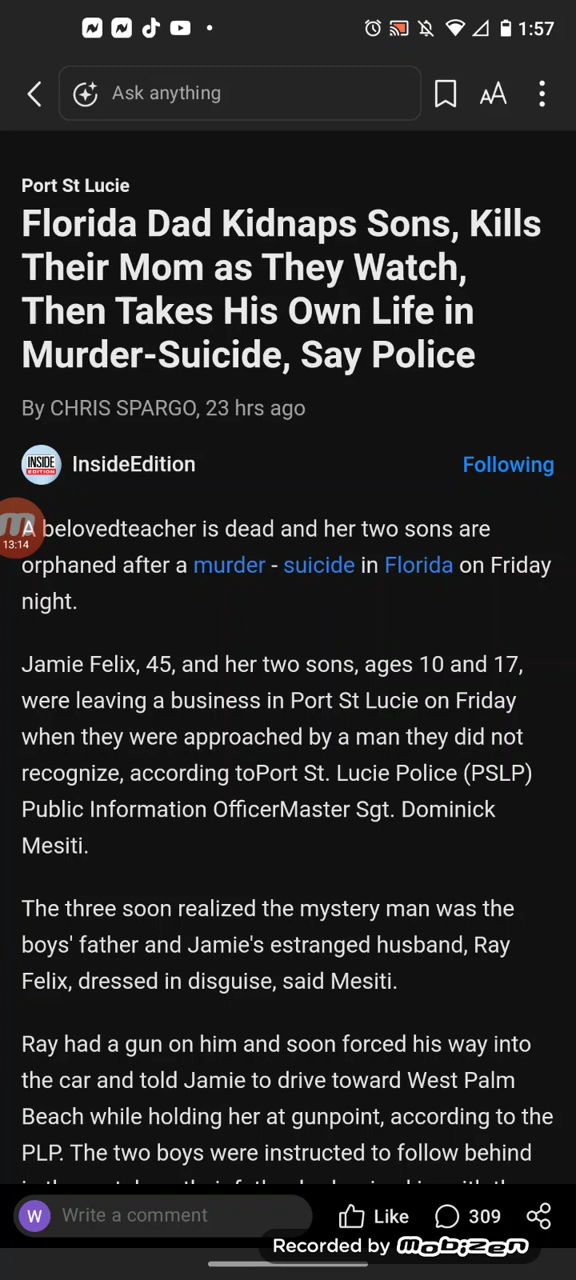 1:57
Ask anything
AA
Port St Lucie
Florida Dad Kidnaps Sons, Kills
Their Mom as They Watch,
Then Takes His Own Life in
Murder-Suicide, Say Police
By CHRIS SPARGO, 23 hrs ago
INSIDE EDITION
InsideEdition
Following
13:14
A belovedteacher is dead and her two sons are
orphaned after a murder - suicide in Florida on Friday
night.
Jamie Felix, 45, and her two sons, ages 10 and 17,
were leaving a business in Port St Lucie on Friday
when they were approached by a man they did not
recognize, according toPort St. Lucie Police (PSLP)
Public Information OfficerMaster Sgt. Dominick
Mesiti.
The three soon realized the mystery man was the
boys' father and Jamie's estranged husband, Ray
Felix, dressed in disguise, said Mesiti.
Ray had a gun on him and soon forced his way into
the car and told Jamie to drive toward West Palm
Beach while holding her at gunpoint, according to the
PLP. The two boys were instructed to follow behind
W
Write a comment
Like
309
Recorded by mobizen